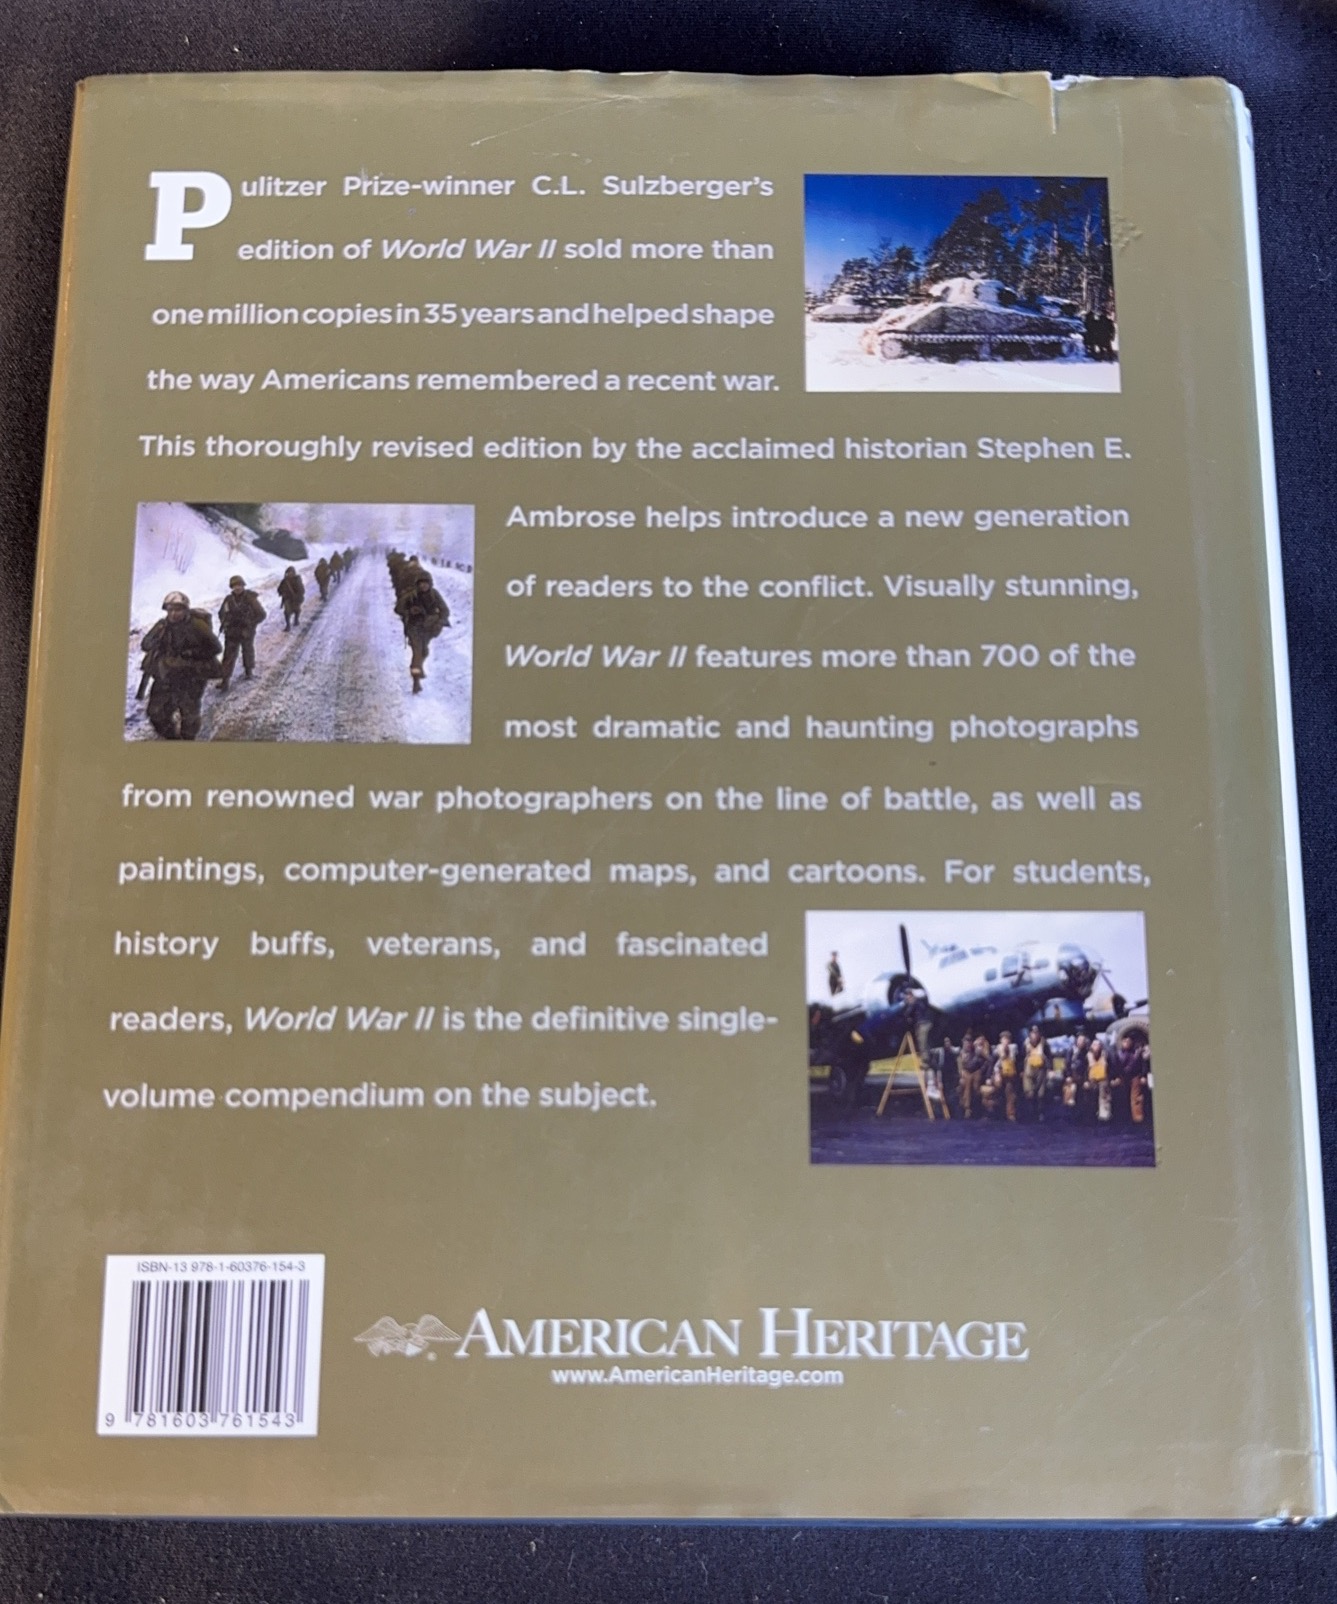 Pulitzer Prize-winner C.L. Sulzberger's
edition of World War II sold more than
one million copies in 35 years and helped shape
the way Americans remembered a recent war.
This thoroughly revised edition by the acclaimed historian Stephen E.
Ambrose helps introduce a new generation
of readers to the conflict. Visually stunning,
World War II features more than 700 of the
most dramatic and haunting photographs
from renowned war photographers on the line of battle, as well as
paintings, computer-generated maps, and cartoons. For students,
history buffs, veterans, and fascinated
readers, World War II is the definitive single-
volume compendium on the subject.
ISBN-13 978-1-60376-154-3
9 781603 761543
AMERICAN HERITAGE
www.AmericanHeritage.com